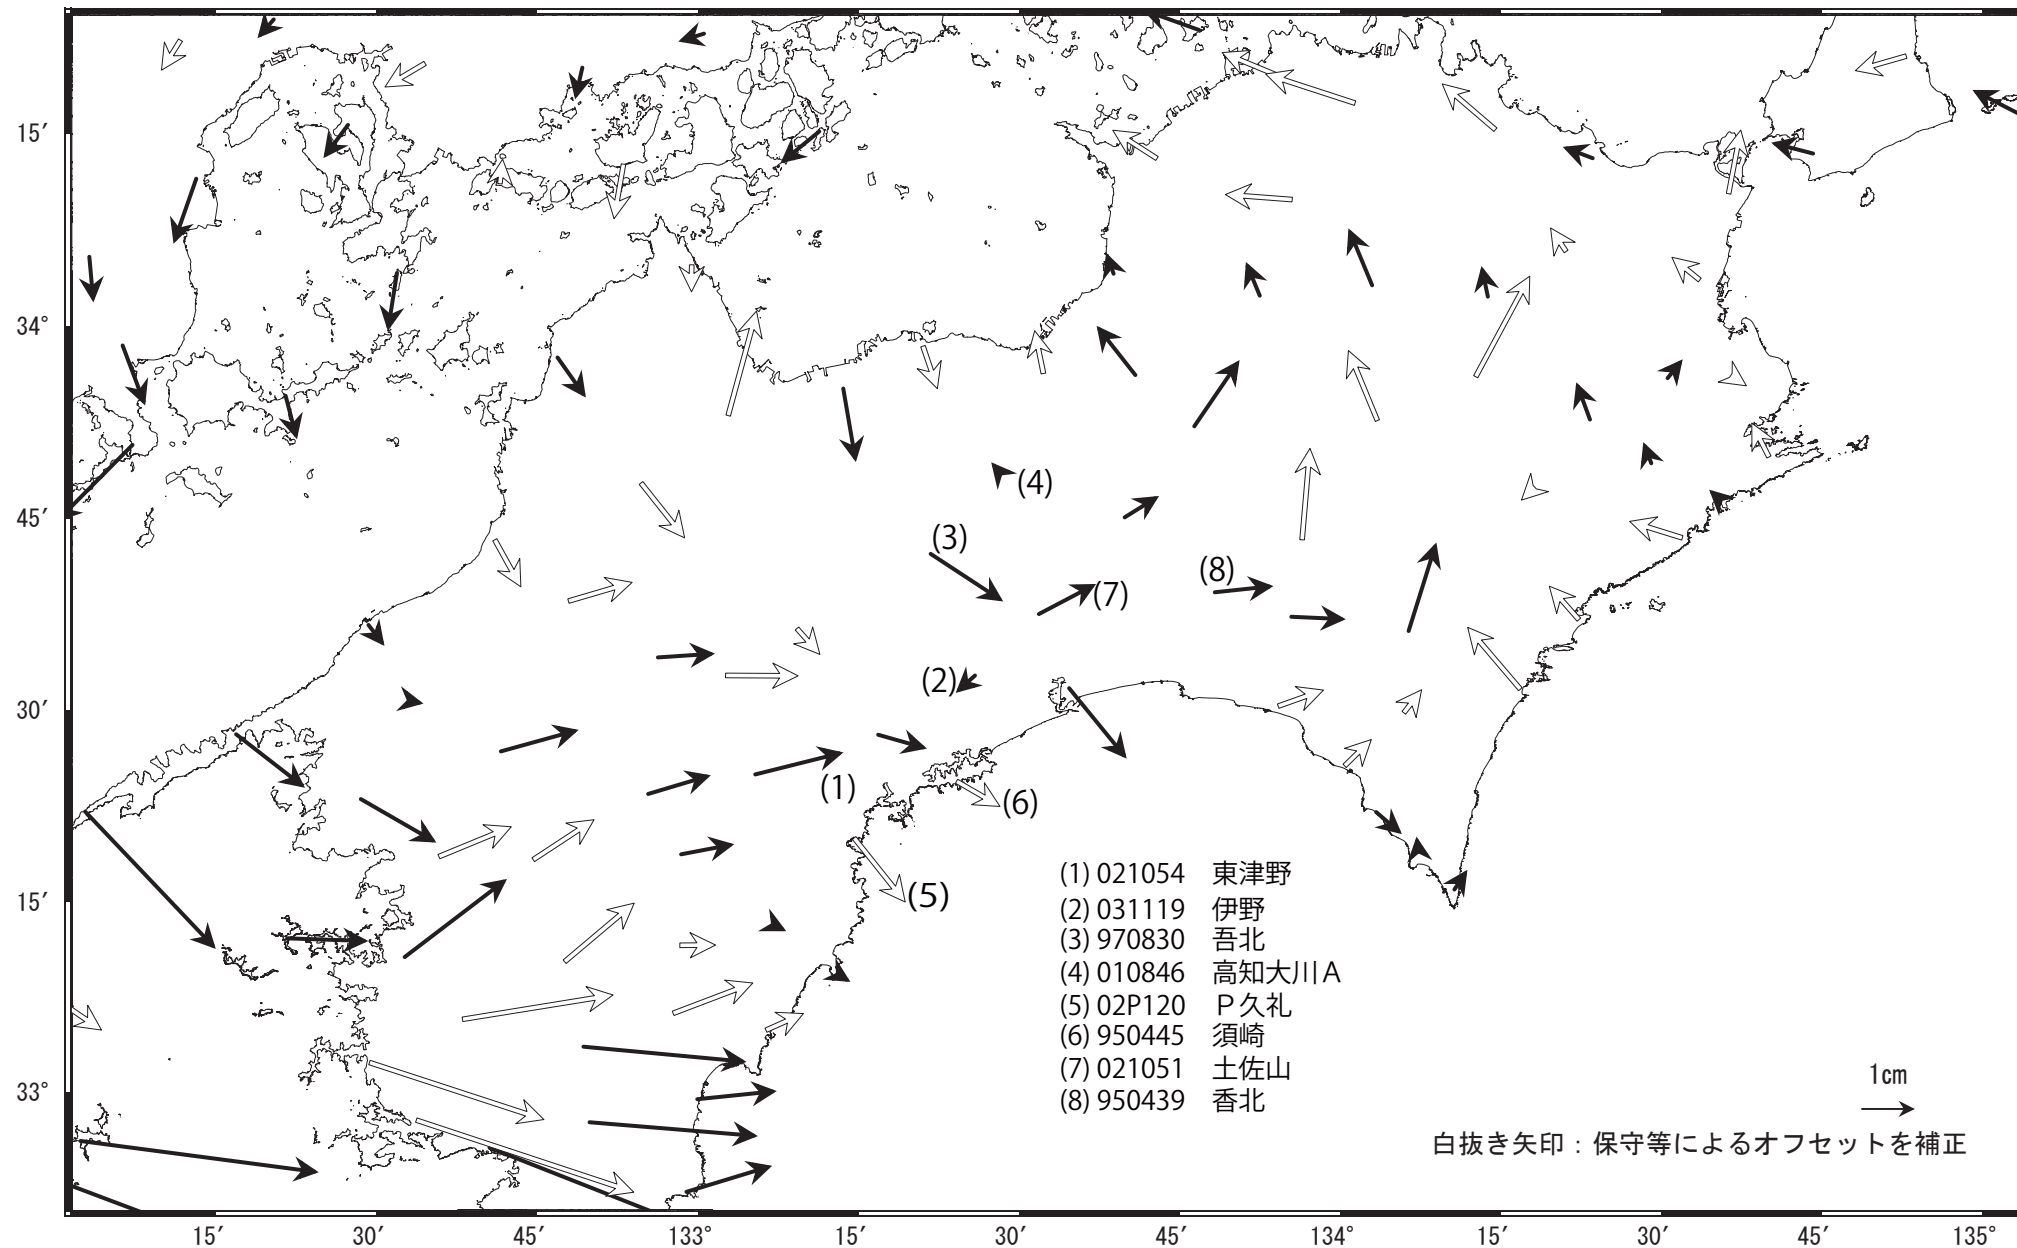 15′
34°
45′
30′
15′
33°
(4)
(3)
(7)
(8)
(2)
(1)
(6)
(5)
(1) 021054 東津野
(2) 031119 伊野
(3) 970830 吾北
(4) 010846 高知大川A
(5) 02P120 P久礼
(6) 950445 須崎
(7) 021051 土佐山
(8) 950439 香北
1cm
白抜き矢印：保守等によるオフセットを補正
15′ 30′ 45′ 133° 15′ 30′ 45′ 134° 15′ 30′ 45′ 135°